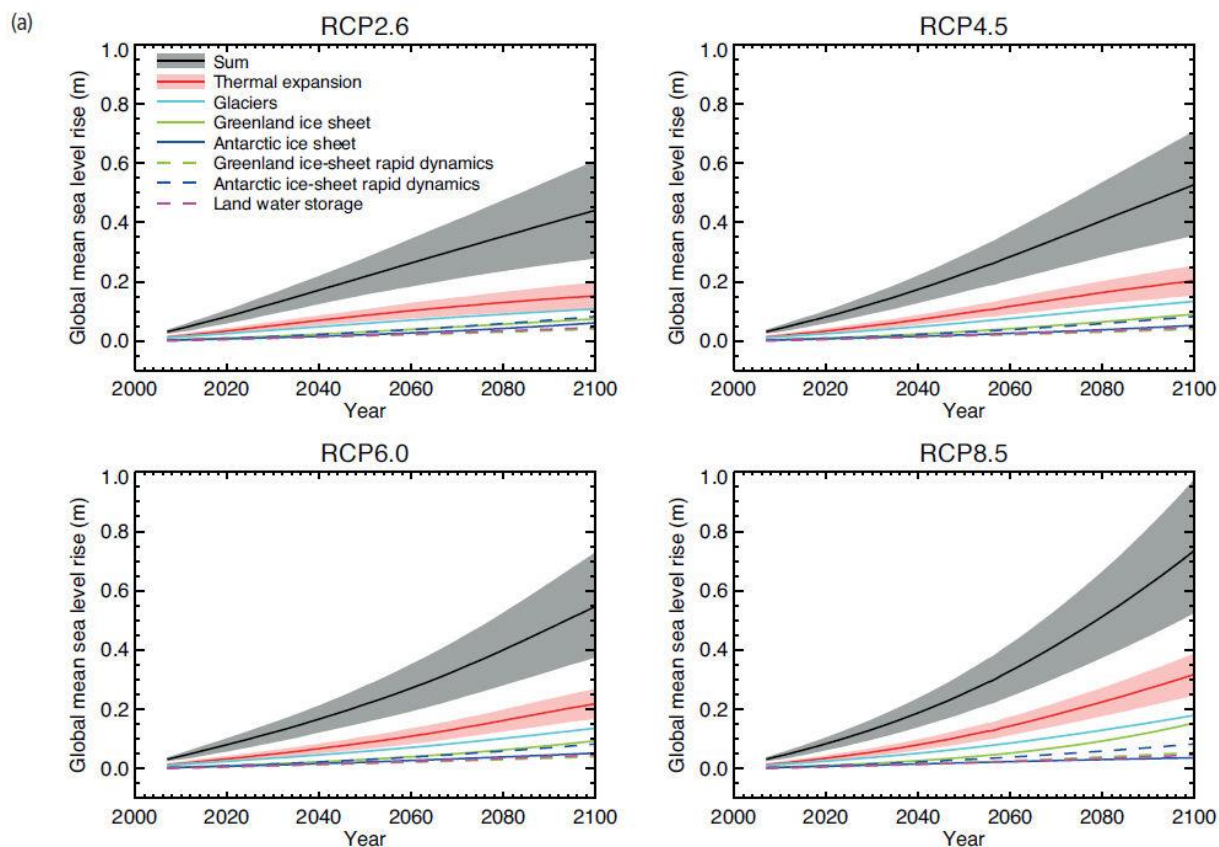 (a)
RCP2.6
1.0
0.8
0.6
0.4
0.2
0.0
Global mean sea level rise (m)
Sum
Thermal expansion
Glaciers
Greenland ice sheet
Antarctic ice sheet
Greenland ice-sheet rapid dynamics
Antarctic ice-sheet rapid dynamics
Land water storage
2000 2020 2040 2060 2080 2100
Year
RCP4.5
1.0
0.8
0.6
0.4
0.2
0.0
Global mean sea level rise (m)
2000 2020 2040 2060 2080 2100
Year
RCP6.0
1.0
0.8
0.6
0.4
0.2
0.0
Global mean sea level rise (m)
2000 2020 2040 2060 2080 2100
Year
RCP8.5
1.0
0.8
0.6
0.4
0.2
0.0
Global mean sea level rise (m)
2000 2020 2040 2060 2080 2100
Year